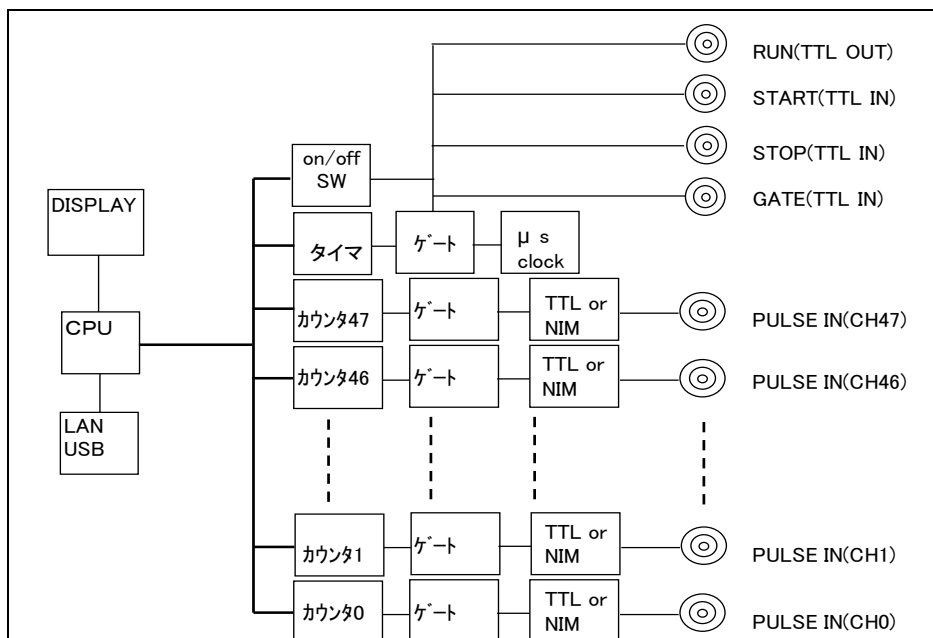 RUN(TTL OUT)
START(TTL IN)
on/off
SW
STOP(TTL IN)
DISPLAY
GATE(TTL IN)
タイマ
ゲート
μ s
clock
CPU
カウンタ47
ゲート
TTL or
NIM
PULSE IN(CH47)
カウンタ46
ゲート
TTL or
NIM
PULSE IN(CH46)
LAN
USB
カウンタ1
ゲート
TTL or
NIM
PULSE IN(CH1)
カウンタ0
ゲート
TTL or
NIM
PULSE IN(CH0)